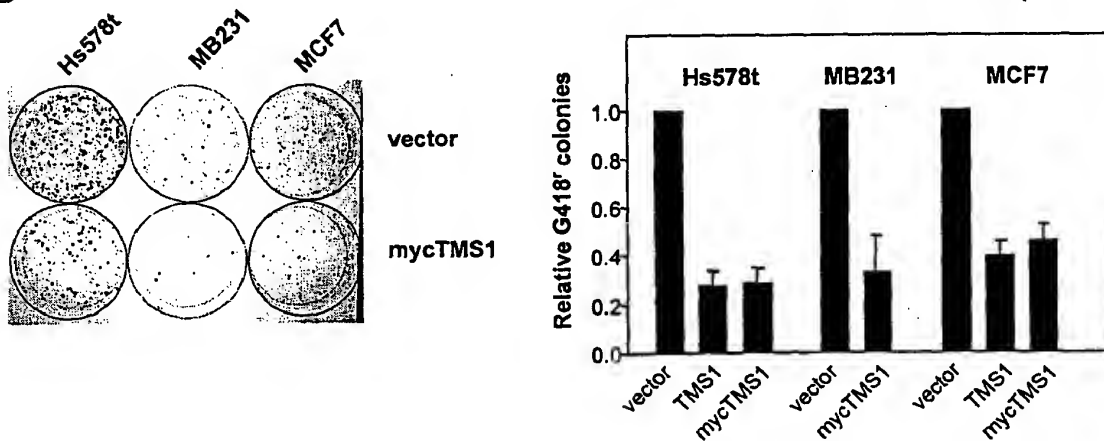 Hs578t
MB231
MCF7
vector
mycTMS1
Relative G418ʳ colonies
Hs578t MB231 MCF7
1.0
0.8
0.6
0.4
0.2
0.0
vector
TMS1
mycTMS1
vector
mycTMS1
vector
TMS1
mycTMS1